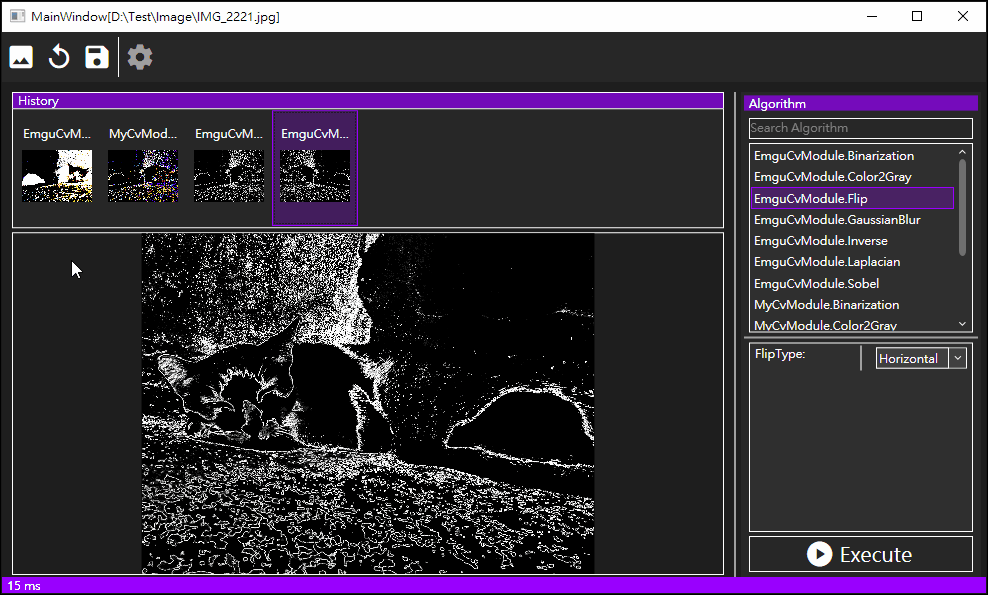 MainWindow[D:\Test\Image\IMG_2221.jpg]
History
EmguCvM...
MyCvMod...
EmguCvM...
EmguCvM...
Algorithm
Search Algorithm
EmguCvModule.Binarization
EmguCvModule.Color2Gray
EmguCvModule.Flip
EmguCvModule.GaussianBlur
EmguCvModule.Inverse
EmguCvModule.Laplacian
EmguCvModule.Sobel
MyCvModule.Binarization
MyCvModule.Color2Gray
FlipType:
Horizontal
Execute
15 ms